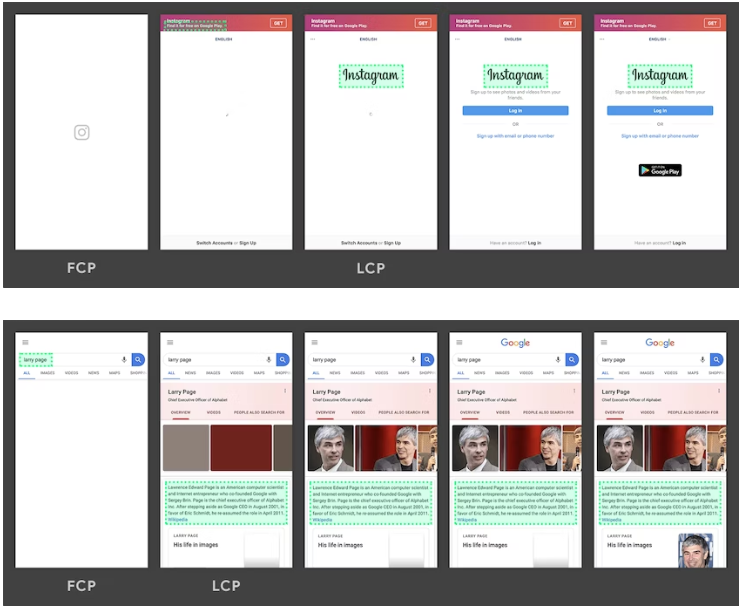 Instagram
Find it for free on Google Play.
GET
ENGLISH
Switch Accounts or Sign Up
Instagram
Find it for free on Google Play.
GET
ENGLISH
Instagram
Switch Accounts or Sign Up
Instagram
Find it for free on Google Play.
GET
ENGLISH
Instagram
Sign up to see photos and videos from your
friends.
Log in
OR
Sign up with email or phone number
Have an account? Log in
Instagram
Find it for free on Google Play.
GET
ENGLISH
Instagram
Sign up to see photos and videos from your
friends.
Log in
OR
Sign up with email or phone number
GET IT ON
Google Play
Have an account? Log in
FCP
LCP
larry page
ALL IMAGES VIDEOS NEWS MAPS SHOPPI
larry page
ALL NEWS IMAGES VIDEOS MAPS SHOPPI
Larry Page
Chief Executive Officer of Alphabet
OVERVIEW VIDEOS PEOPLE ALSO SEARCH FOR
Lawrence Edward Page is an American computer scientist
and Internet entrepreneur who co-founded Google with
Sergey Brin. Page is the chief executive officer of Alphabet
Inc. After stepping aside as Google CEO in August 2001, in
favor of Eric Schmidt, he re-assumed the role in April 2011.
Wikipedia
LARRY PAGE
His life in images
larry page
ALL NEWS IMAGES VIDEOS MAPS SHOPPI
Larry Page
Chief Executive Officer of Alphabet
OVERVIEW VIDEOS PEOPLE ALSO SEARCH FOR
Lawrence Edward Page is an American computer scientist
and Internet entrepreneur who co-founded Google with
Sergey Brin. Page is the chief executive officer of Alphabet
Inc. After stepping aside as Google CEO in August 2001, in
favor of Eric Schmidt, he re-assumed the role in April 2011.
Wikipedia
LARRY PAGE
His life in images
Google
larry page
ALL NEWS IMAGES VIDEOS MAPS SHOPPI
Larry Page
Chief Executive Officer of Alphabet
OVERVIEW VIDEOS PEOPLE ALSO SEARCH FOR
Lawrence Edward Page is an American computer scientist
and Internet entrepreneur who co-founded Google with
Sergey Brin. Page is the chief executive officer of Alphabet
Inc. After stepping aside as Google CEO in August 2001, in
favor of Eric Schmidt, he re-assumed the role in April 2011.
Wikipedia
LARRY PAGE
His life in images
Google
larry page
ALL NEWS IMAGES VIDEOS MAPS SHOPPI
Larry Page
Chief Executive Officer of Alphabet
OVERVIEW VIDEOS PEOPLE ALSO SEARCH FOR
Lawrence Edward Page is an American computer scientist
and Internet entrepreneur who co-founded Google with
Sergey Brin. Page is the chief executive officer of Alphabet
Inc. After stepping aside as Google CEO in August 2001, in
favor of Eric Schmidt, he re-assumed the role in April 2011.
Wikipedia
LARRY PAGE
His life in images
FCP
LCP